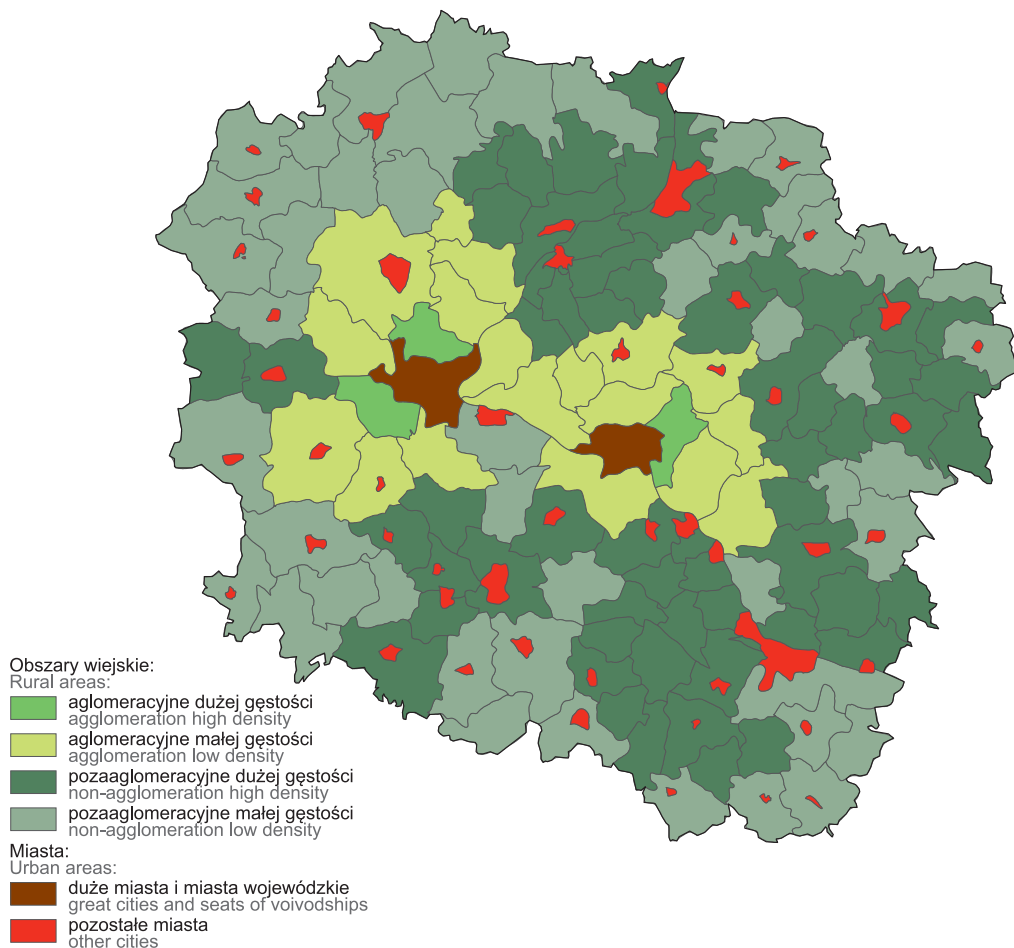 Obszary wiejskie:
Rural areas:
aglomeracyjne dużej gęstości
agglomeration high density
aglomeracyjne małej gęstości
agglomeration low density
pozaaglomeracyjne dużej gęstości
non-agglomeration high density
pozaaglomeracyjne małej gęstości
non-agglomeration low density
Miasta:
Urban areas:
duże miasta i miasta wojewódzkie
great cities and seats of voivodships
pozostałe miasta
other cities